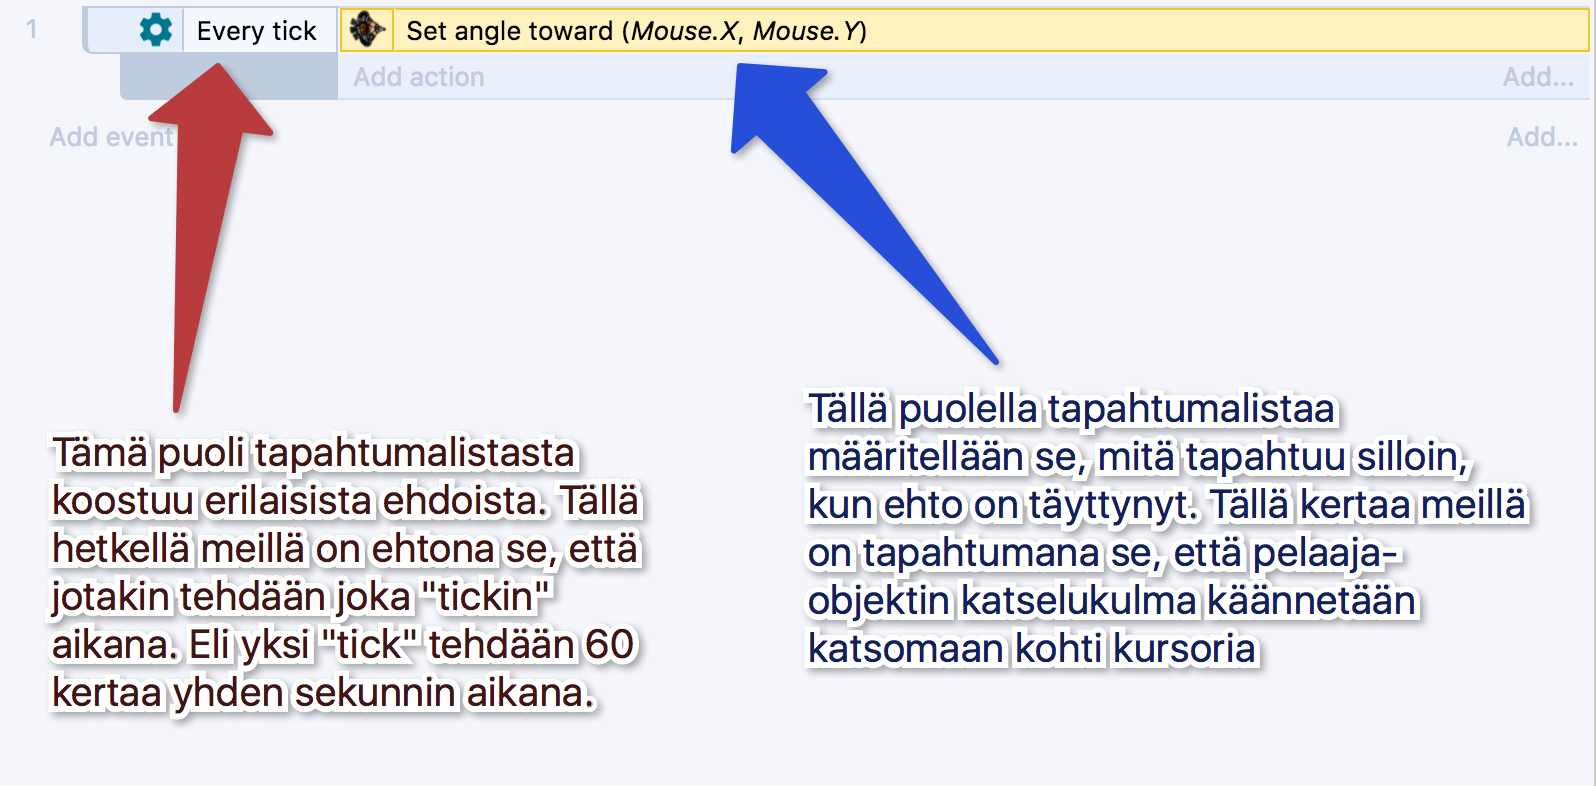 1
Every tick
Set angle toward (Mouse.X, Mouse.Y)
Add action
Add...
Add event
Add...
Tämä puoli tapahtumalistasta
koostuu erilaisista ehdoista. Tällä
hetkellä meillä on ehtona se, että
jotakin tehdään joka "tickin"
aikana. Eli yksi "tick" tehdään 60
kertaa yhden sekunnin aikana.
Tällä puolella tapahtumalistaa
määritellään se, mitä tapahtuu silloin,
kun ehto on täyttynyt. Tällä kertaa meillä
on tapahtumana se, että pelaaja-
objektin katselukulma käännetään
katsomaan kohti kursoria